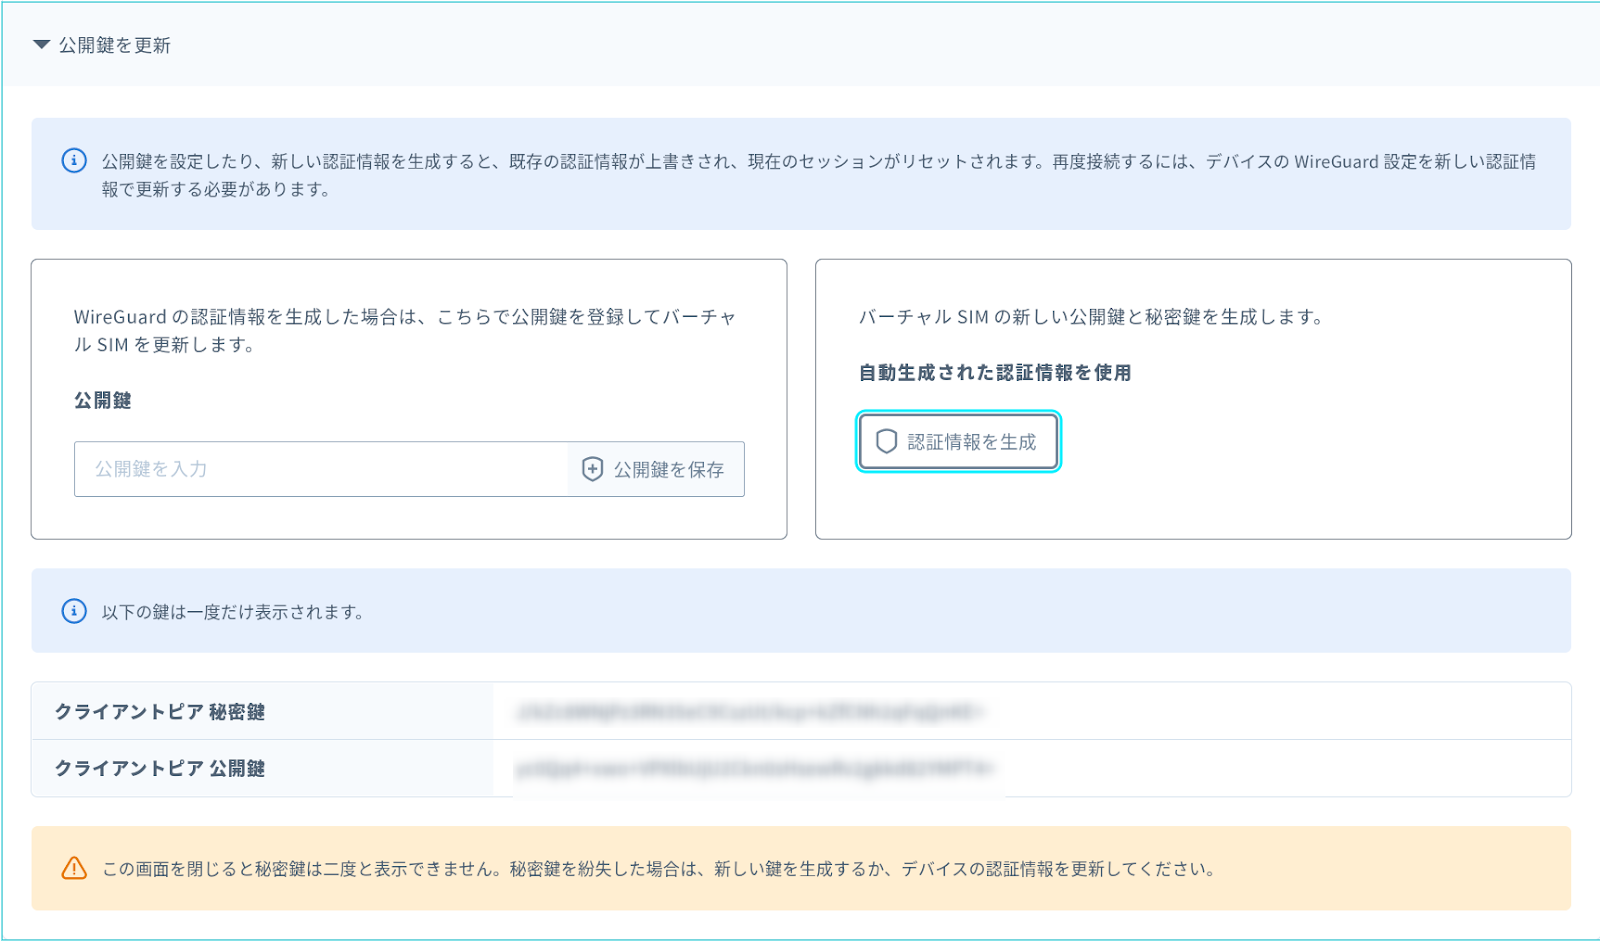 公開鍵を更新
公開鍵を設定したり、新しい認証情報を生成すると、既存の認証情報が上書きされ、現在のセッションがリセットされます。再度接続するには、デバイスの WireGuard 設定を新しい認証情
報で更新する必要があります。
WireGuard の認証情報を生成した場合は、こちらで公開鍵を登録してバーチャ
ル SIM を更新します。
公開鍵
公開鍵を入力
公開鍵を保存
バーチャル SIM の新しい公開鍵と秘密鍵を生成します。
自動生成された認証情報を使用
認証情報を生成
以下の鍵は一度だけ表示されます。
クライアントピア 秘密鍵
クライアントピア 公開鍵
この画面を閉じると秘密鍵は二度と表示できません。秘密鍵を紛失した場合は、新しい鍵を生成するか、デバイスの認証情報を更新してください。